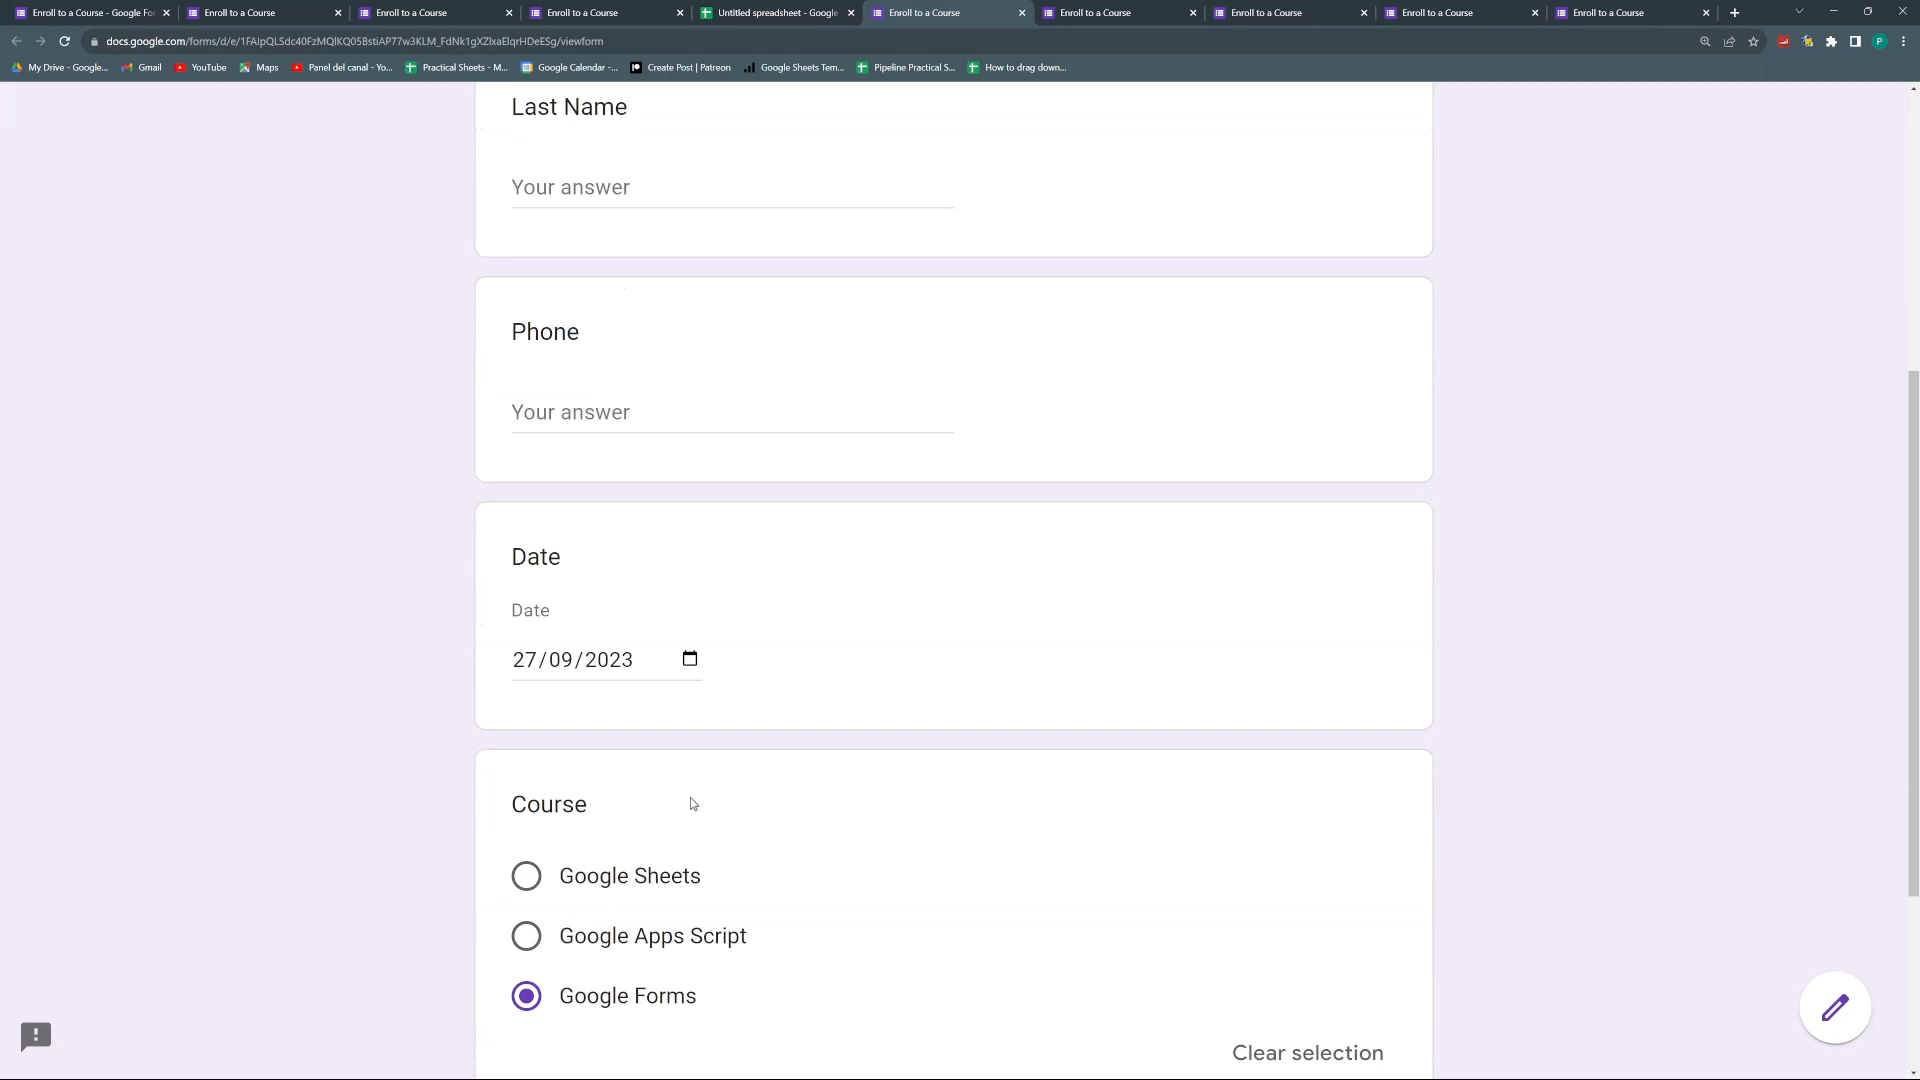 Enroll to a Course - Google Fo
Enroll to a Course
Enroll to a Course
Enroll to a Course
Untitled spreadsheet - Google
Enroll to a Course
Enroll to a Course
Enroll to a Course
Enroll to a Course
Enroll to a Course
docs.google.com/forms/d/e/1FAIpQLSdc40FzMQIKQ05BstiAP77w3KLM_FdNk1gXZlxaElqrHDeESg/viewform
P
My Drive - Google...
Gmail
YouTube
Maps
Panel del canal - Yo...
Practical Sheets - M...
Google Calendar -...
Create Post | Patreon
Google Sheets Tem...
Pipeline Practical S...
How to drag down...
Last Name
Your answer
Phone
Your answer
Date
Date
27/09/2023
Course
Google Sheets
Google Apps Script
Google Forms
Clear selection